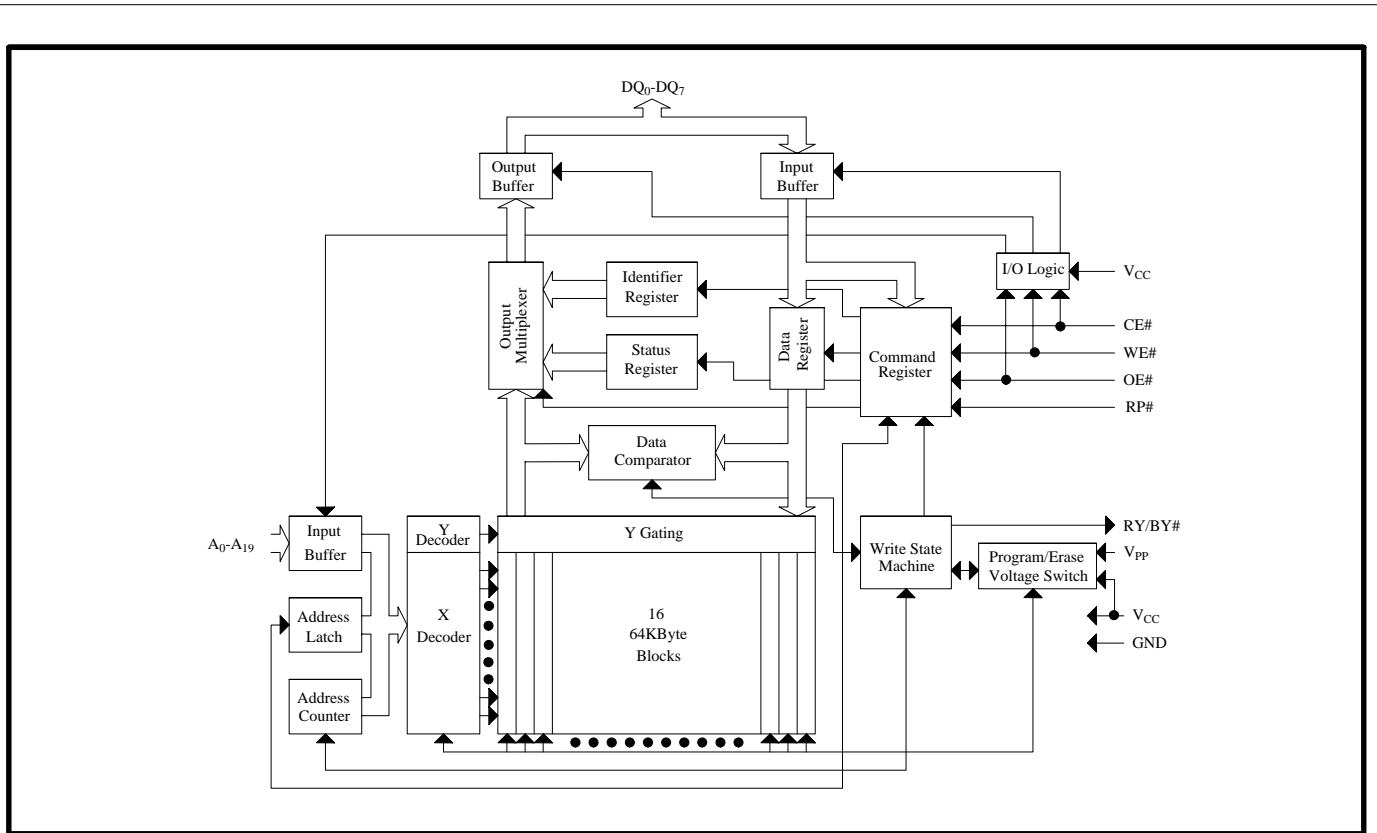 DQ0-DQ7
Output
Buffer
Input
Buffer
I/O Logic
VCC
Output
Multiplexer
Identifier
Register
Status
Register
Data
Register
Command
Register
CE#
WE#
OE#
RP#
Data
Comparator
A0-A19
Input
Buffer
Y
Decoder
Y Gating
Write State
Machine
RY/BY#
Program/Erase
Voltage Switch
VPP
VCC
GND
Address
Latch
X
Decoder
16
64KByte
Blocks
Address
Counter